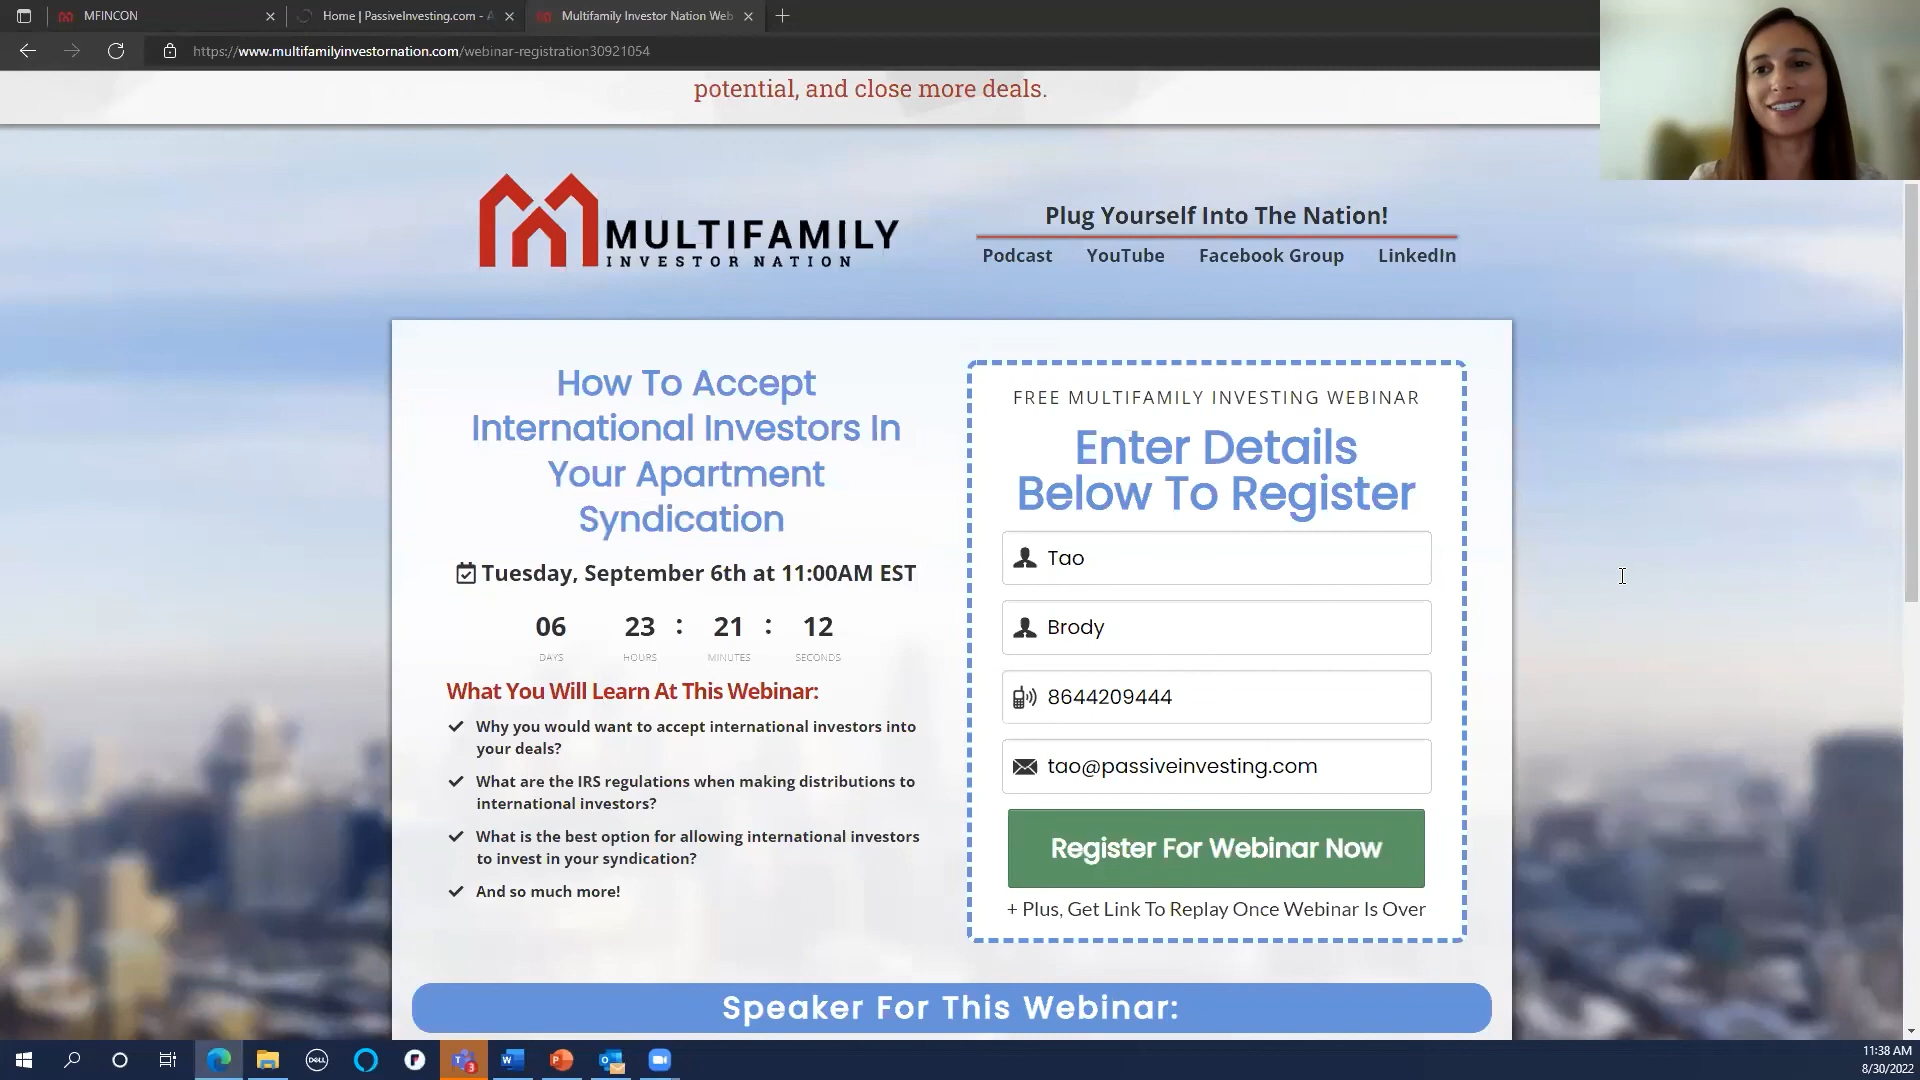 MFINCON
Home | PassiveInvesting.com - A
Multifamily Investor Nation Web
https://www.multifamilyinvestornation.com/webinar-registration30921054
potential, and close more deals.
MULTIFAMILY
INVESTOR NATION
Plug Yourself Into The Nation!
Podcast YouTube Facebook Group LinkedIn
How To Accept
International Investors In
Your Apartment
Syndication
Tuesday, September 6th at 11:00AM EST
06 23 : 21 : 12
DAYS HOURS MINUTES SECONDS
What You Will Learn At This Webinar:
Why you would want to accept international investors into
your deals?
What are the IRS regulations when making distributions to
international investors?
What is the best option for allowing international investors
to invest in your syndication?
And so much more!
FREE MULTIFAMILY INVESTING WEBINAR
Enter Details
Below To Register
Tao
Brody
8644209444
tao@passiveinvesting.com
Register For Webinar Now
+ Plus, Get Link To Replay Once Webinar Is Over
Speaker For This Webinar:
DELL
3
11:38 AM
8/30/2022